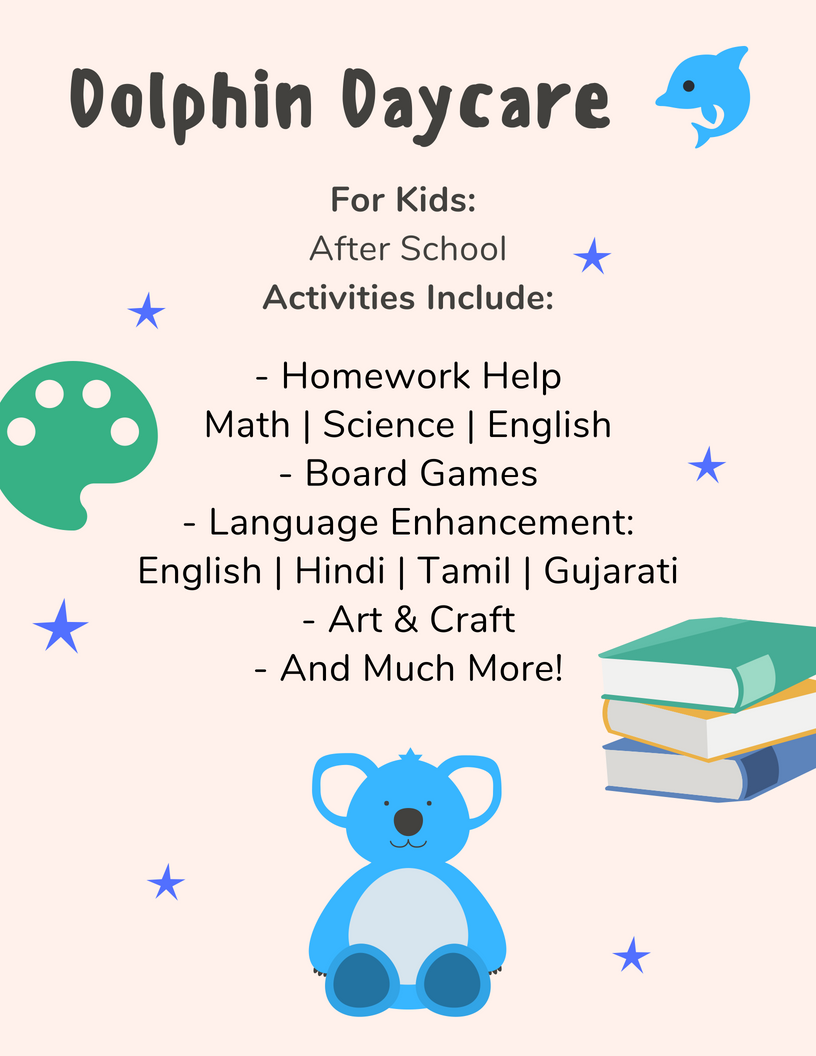 Dolphin Daycare
For Kids:
After School
Activities Include:
- Homework Help
Math | Science | English
- Board Games
- Language Enhancement:
English | Hindi | Tamil | Gujarati
- Art & Craft
- And Much More!